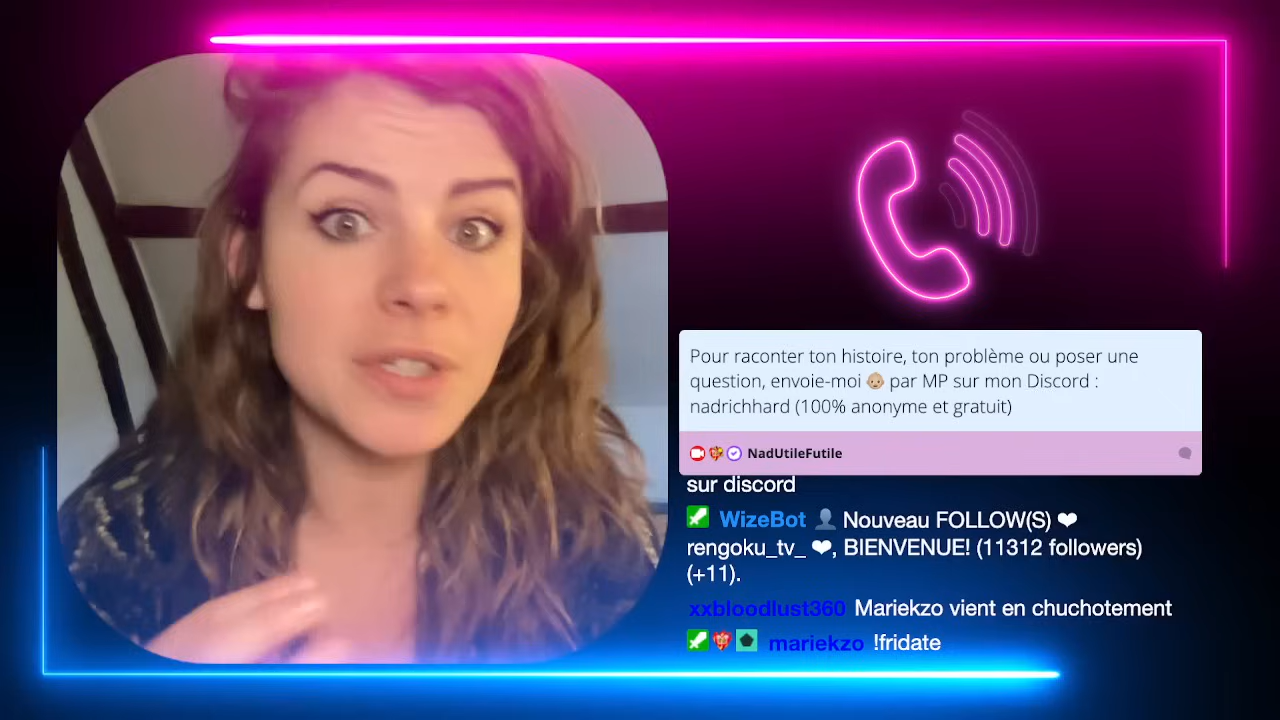 Pour raconter ton histoire, ton problème ou poser une
question, envoie-moi 👶🏼 par MP sur mon Discord :
nadrichhard (100% anonyme et gratuit)
NadUtileFutile
sur discord
WizeBot 👤 Nouveau FOLLOW(S) ❤
rengoku_tv_ ❤, BIENVENUE! (11312 followers)
(+11).
xxbloodlust360 Mariekzo vient en chuchotement
mariekzo !fridate